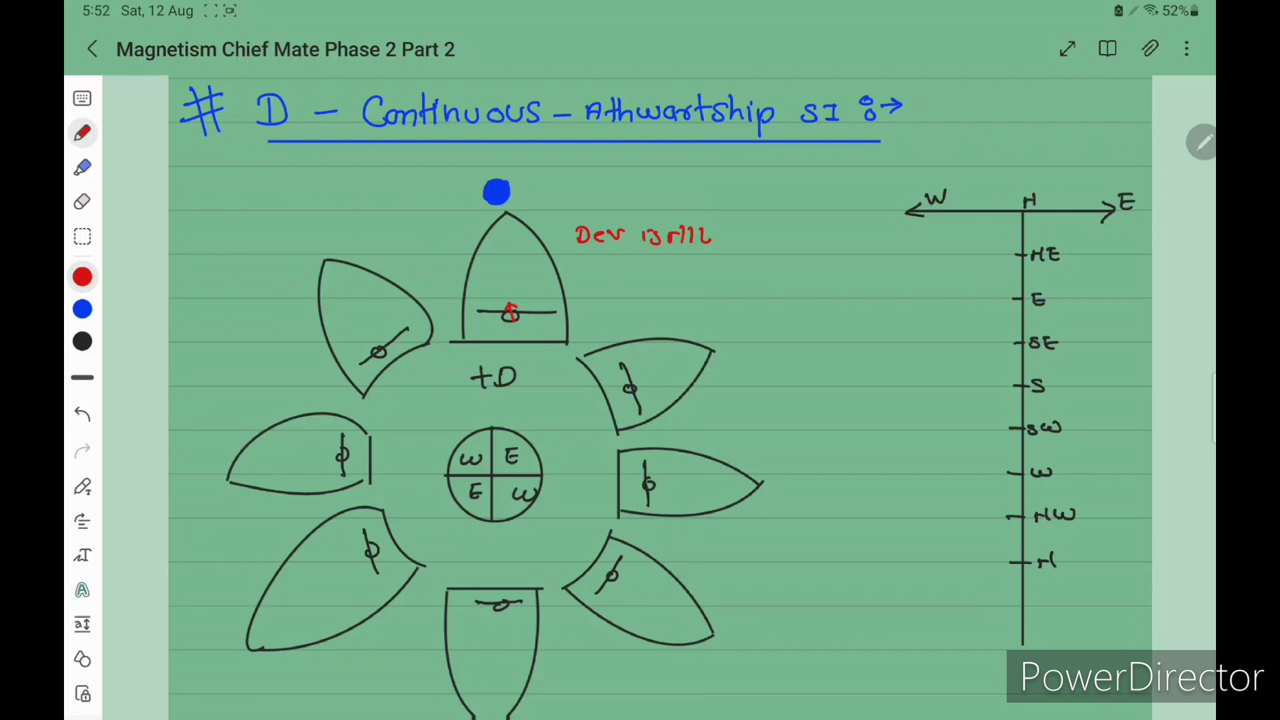 5:52 Sat, 12 Aug
52%
Magnetism Chief Mate Phase 2 Part 2
# D - Continuous - Athwartship SI :→
W N E
Dev is nil
NE
E
SE
S
SW
W
NW
N
+D
W E
E W
PowerDirector